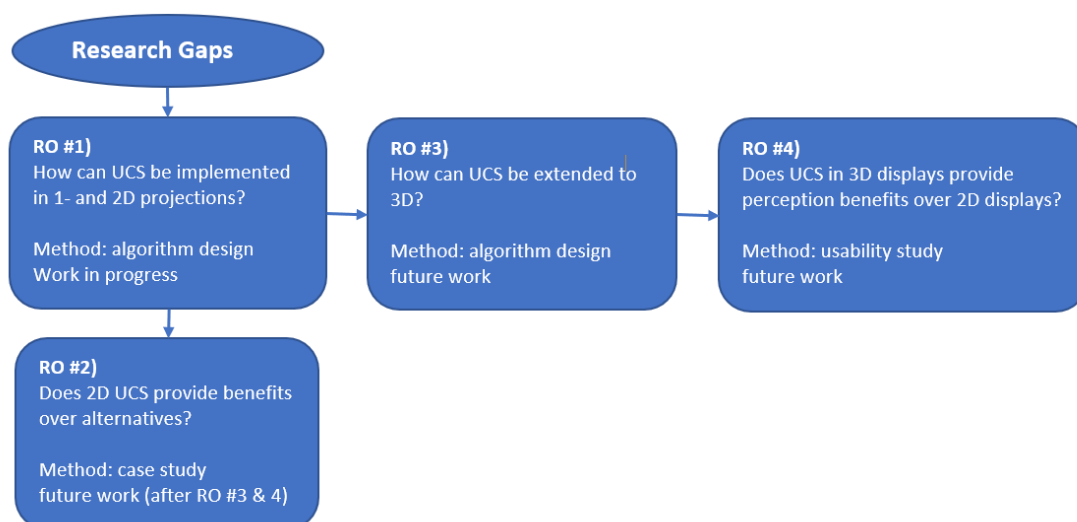 Research Gaps
RO #1)
How can UCS be implemented
in 1- and 2D projections?
Method: algorithm design
Work in progress
RO #3)
How can UCS be extended to
3D?
Method: algorithm design
future work
RO #4)
Does UCS in 3D displays provide
perception benefits over 2D displays?
Method: usability study
future work
RO #2)
Does 2D UCS provide benefits
over alternatives?
Method: case study
future work (after RO #3 & 4)